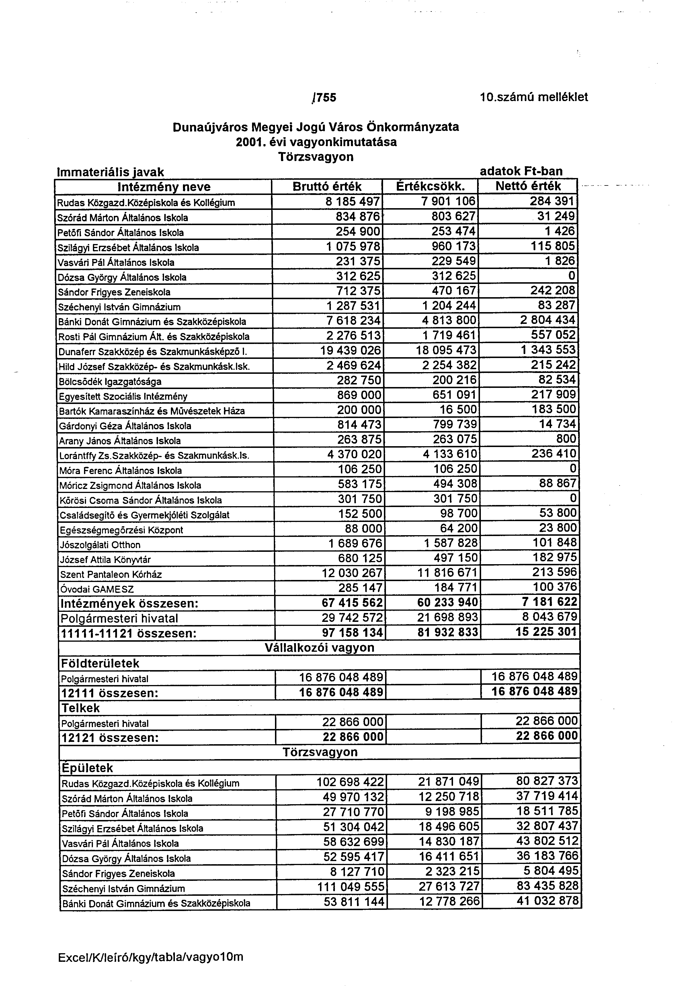 /755 10.számú melléklet
Dunaújváros Megyei Jogú Város Önkormányzata
2001. évi vagyonkimutatása
Törzsvagyon
Immateriális javak adatok Ft-ban
Intézmény neve Bruttó érték Értékcsökk. Nettó érték
Rudas Közgazd.Középiskola és Kollégium 8 185 497 7 901 106 284 391
Szórád Márton Általános Iskola 834 876 803 627 31 249
Petőfi Sándor Általános Iskola 254 900 253 474 1 426
Szilágyi Erzsébet Általános Iskola 1 075 978 960 173 115 805
Vasvári Pál Általános Iskola 231 375 229 549 1 826
Dózsa György Általános Iskola 312 625 312 625 0
Sándor Frigyes Zeneiskola 712 375 470 167 242 208
Széchenyi István Gimnázium 1 287 531 1 204 244 83 287
Bánki Donát Gimnázium és Szakközépiskola 7 618 234 4 813 800 2 804 434
Rosti Pál Gimnázium Ált. és Szakközépiskola 2 276 513 1 719 461 557 052
Dunaferr Szakközép és Szakmunkásképző I. 19 439 026 18 095 473 1 343 553
Hild József Szakközép- és Szakmunkásk.Isk. 2 469 624 2 254 382 215 242
Bölcsődék Igazgatósága 282 750 200 216 82 534
Egyesített Szociális Intézmény 869 000 651 091 217 909
Bartók Kamaraszínház és Művészetek Háza 200 000 16 500 183 500
Gárdonyi Géza Általános Iskola 814 473 799 739 14 734
Arany János Általános Iskola 263 875 263 075 800
Lorántffy Zs.Szakközép- és Szakmunkásk.Is. 4 370 020 4 133 610 236 410
Móra Ferenc Általános Iskola 106 250 106 250 0
Móricz Zsigmond Általános Iskola 583 175 494 308 88 867
Kőrösi Csoma Sándor Általános Iskola 301 750 301 750 0
Családsegítő és Gyermekjóléti Szolgálat 152 500 98 700 53 800
Egészségmegőrzési Központ 88 000 64 200 23 800
Jószolgálati Otthon 1 689 676 1 587 828 101 848
József Attila Könyvtár 680 125 497 150 182 975
Szent Pantaleon Kórház 12 030 267 11 816 671 213 596
Óvodai GAMESZ 285 147 184 771 100 376
Intézmények összesen: 67 415 562 60 233 940 7 181 622
Polgármesteri hivatal 29 742 572 21 698 893 8 043 679
11111-11121 összesen: 97 158 134 81 932 833 15 225 301
Vállalkozói vagyon
Földterületek
Polgármesteri hivatal 16 876 048 489 16 876 048 489
12111 összesen: 16 876 048 489 16 876 048 489
Telkek
Polgármesteri hivatal 22 866 000 22 866 000
12121 összesen: 22 866 000 22 866 000
Törzsvagyon
Épületek
Rudas Közgazd.Középiskola és Kollégium 102 698 422 21 871 049 80 827 373
Szórád Márton Általános Iskola 49 970 132 12 250 718 37 719 414
Petőfi Sándor Általános Iskola 27 710 770 9 198 985 18 511 785
Szilágyi Erzsébet Általános Iskola 51 304 042 18 496 605 32 807 437
Vasvári Pál Általános Iskola 58 632 699 14 830 187 43 802 512
Dózsa György Általános Iskola 52 595 417 16 411 651 36 183 766
Sándor Frigyes Zeneiskola 8 127 710 2 323 215 5 804 495
Széchenyi István Gimnázium 111 049 555 27 613 727 83 435 828
Bánki Donát Gimnázium és Szakközépiskola 53 811 144 12 778 266 41 032 878
Excel/K/leíró/kgy/tabla/vagyo10m